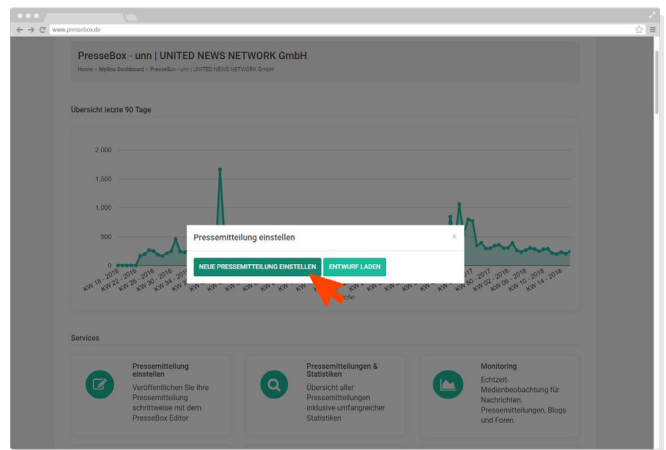 www.pressebox.de
PresseBox - unn | UNITED NEWS NETWORK GmbH
Home > MyBox Dashboard > PresseBox - unn | UNITED NEWS NETWORK GmbH
Übersicht letzte 90 Tage
2,000
1,500
1,000
500
0
Pressemitteilung einstellen
×
NEUE PRESSEMITTEILUNG EINSTELLEN
ENTWURF LADEN
KW 18 - 2016
KW 22 - 2016
KW 26 - 2016
KW 30 - 2016
KW 34 - 2016
KW 50 - 2017
KW 02 - 2018
KW 06 - 2018
KW 10 - 2018
KW 14 - 2018
Services
Pressemitteilung
einstellen
Veröffentlichen Sie Ihre
Pressemitteilung
schrittweise mit dem
PresseBox Editor
Pressemitteilungen &
Statistiken
Übersicht aller
Pressemitteilungen
inklusive umfangreicher
Statistiken
Monitoring
Echtzeit-
Medienbeobachtung für
Nachrichten,
Pressemitteilungen, Blogs
und Foren